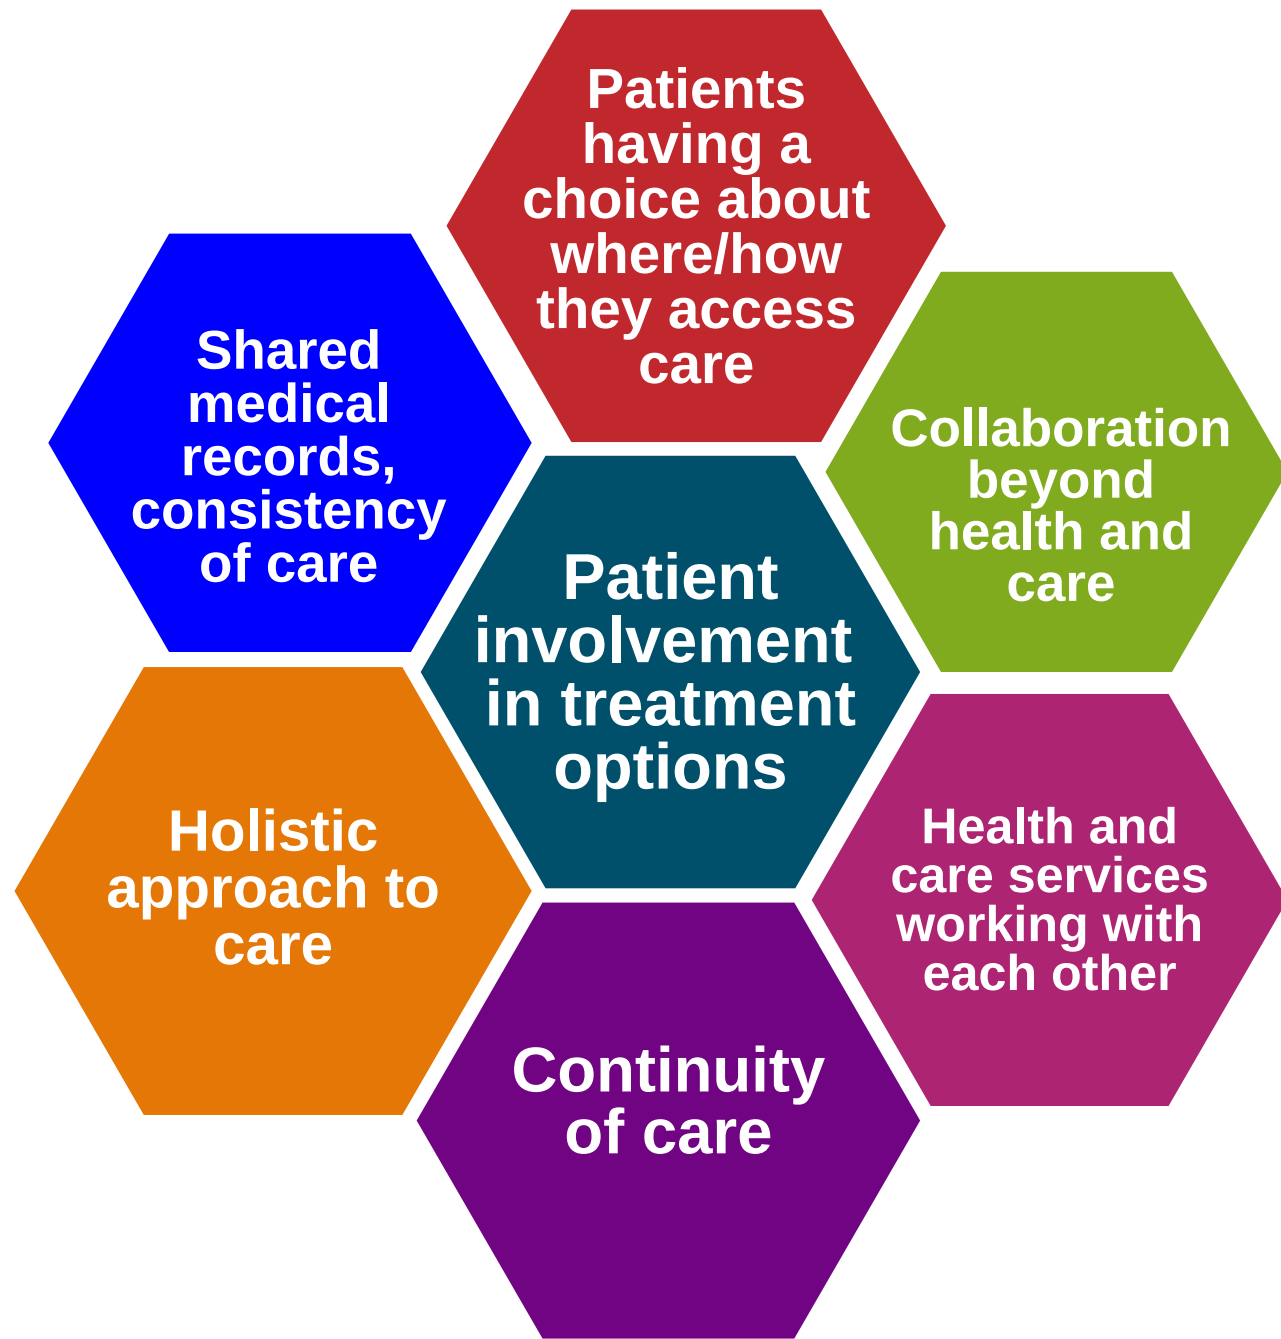 Patients
having a
choice about
where/how
they access
care
Shared
medical
records,
consistency
of care
Collaboration
beyond
health and
care
Patient
involvement
in treatment
options
Holistic
approach to
care
Health and
care services
working with
each other
Continuity
of care